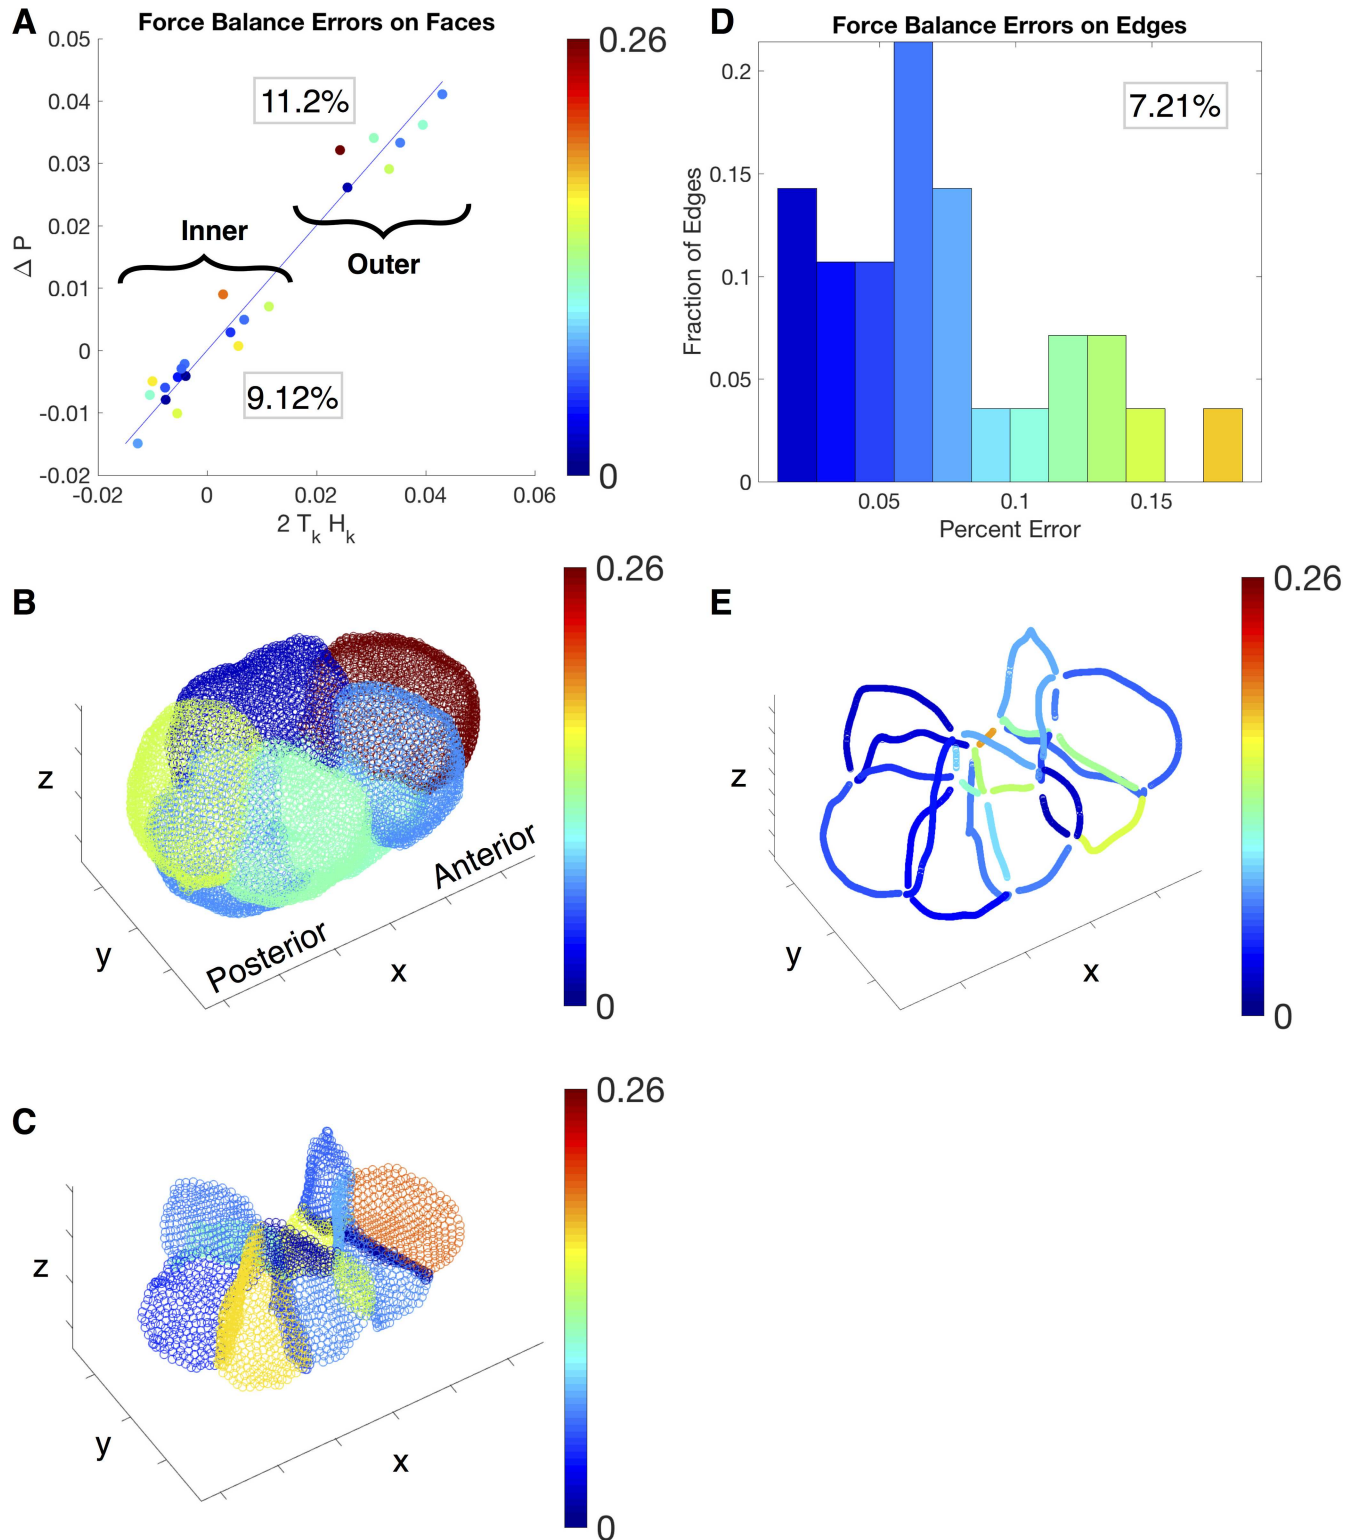 A
Force Balance Errors on Faces
0.05
0.04
0.03
0.02
0.01
0
-0.01
-0.02
Δ P
11.2%
Inner
Outer
9.12%
-0.02
0
0.02
0.04
0.06
2 T_k H_k
0.26
0
D
Force Balance Errors on Edges
0.2
0.15
0.1
0.05
0
Fraction of Edges
7.21%
0.05
0.1
0.15
Percent Error
B
z
y
x
Posterior
Anterior
0.26
0
E
z
y
x
0.26
0
C
z
y
x
0.26
0